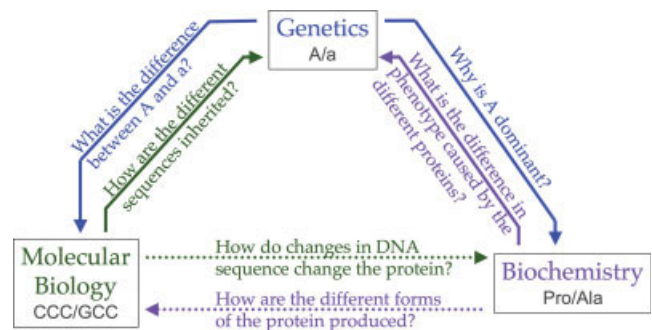 Genetics
A/a
What is the difference
between A and a?
How are the different
sequences inherited?
Why is A dominant?
What is the difference in
phenotype caused by the
different proteins?
Molecular
Biology
CCC/GCC
How do changes in DNA
sequence change the protein?
How are the different forms
of the protein produced?
Biochemistry
Pro/Ala